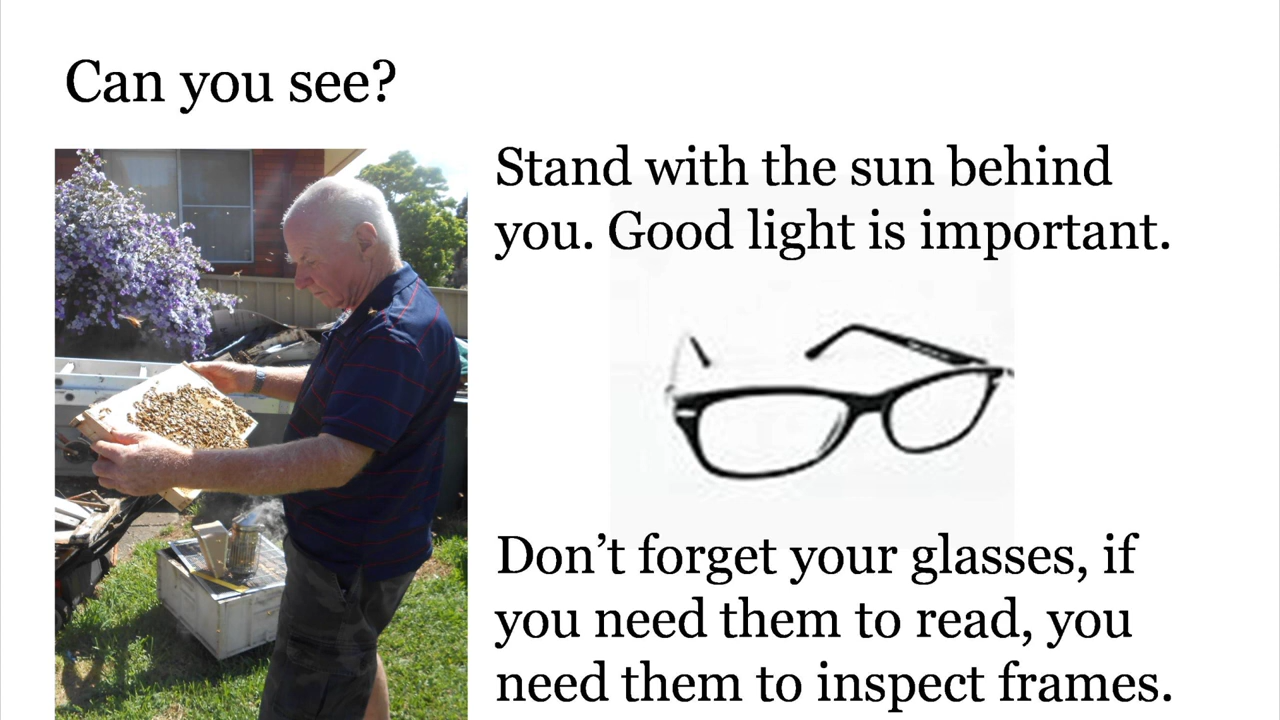 Can you see?
Stand with the sun behind
you. Good light is important.
Don’t forget your glasses, if
you need them to read, you
need them to inspect frames.